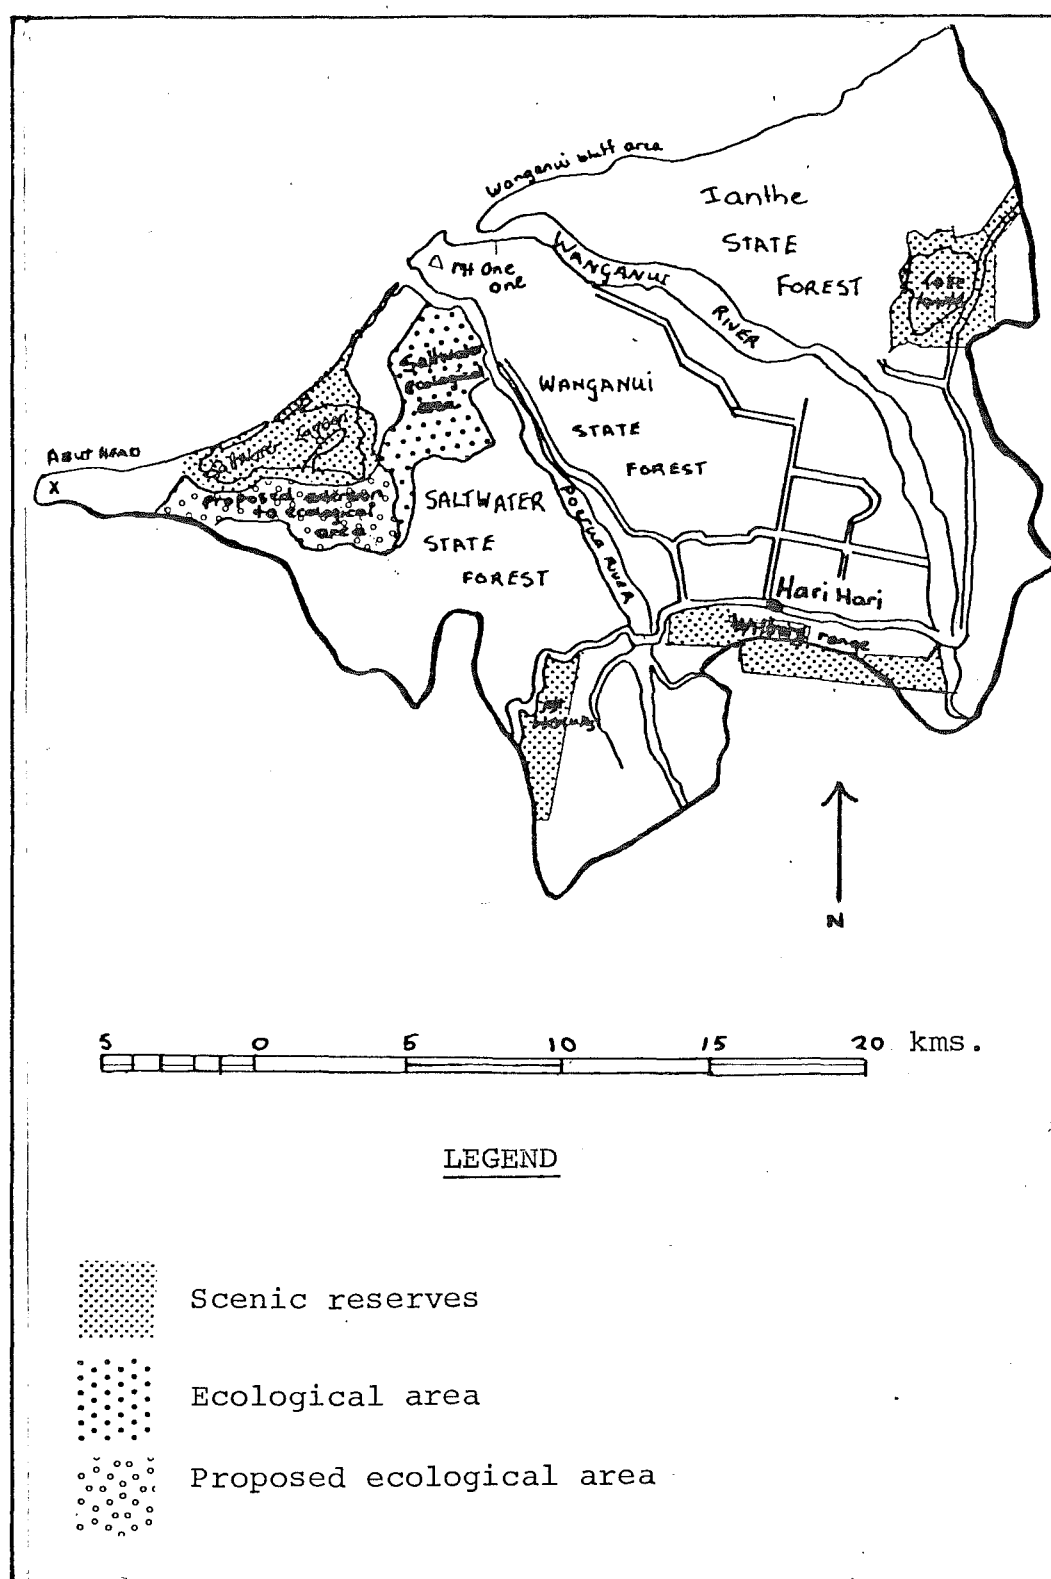 Wanganui bluff area
Ianthe
STATE
FOREST
WANGANUI
RIVER
Mt One
one
Lake
Saltwater
ecological
area
WANGANUI
STATE
FOREST
ABUT HEAD
X
Saltwater Lagoon
proposed addition
to ecological
area
SALTWATER
STATE
FOREST
POERUA RIVER
Hari Hari
range
Mt
N
5 0 5 10 15 20 kms.
LEGEND
Scenic reserves
Ecological area
Proposed ecological area